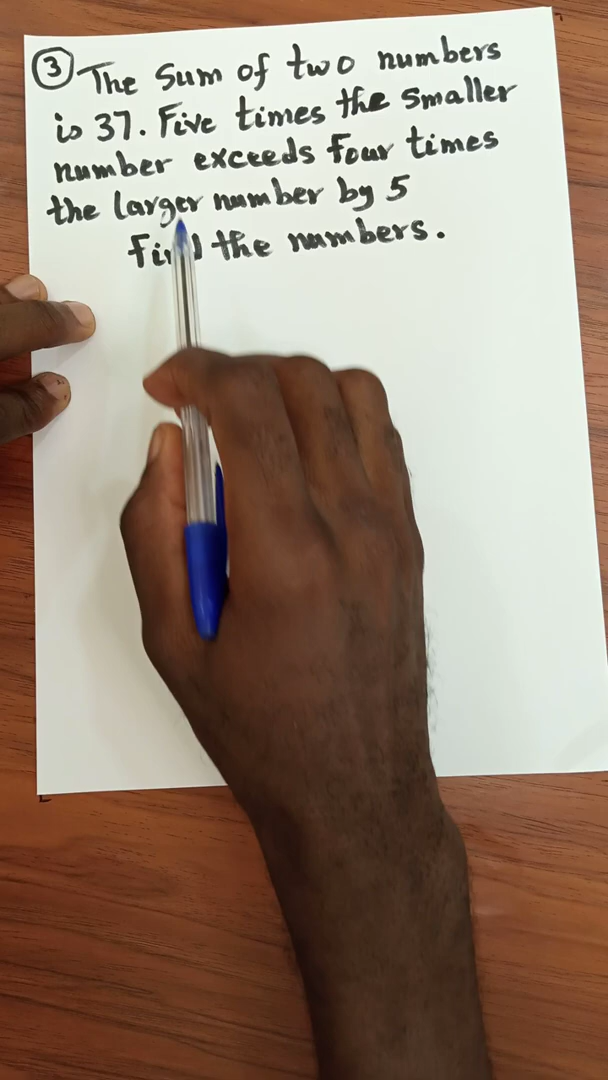 ③ The Sum of two numbers
is 37. Five times the smaller
number exceeds four times
the larger number by 5
Find the numbers.